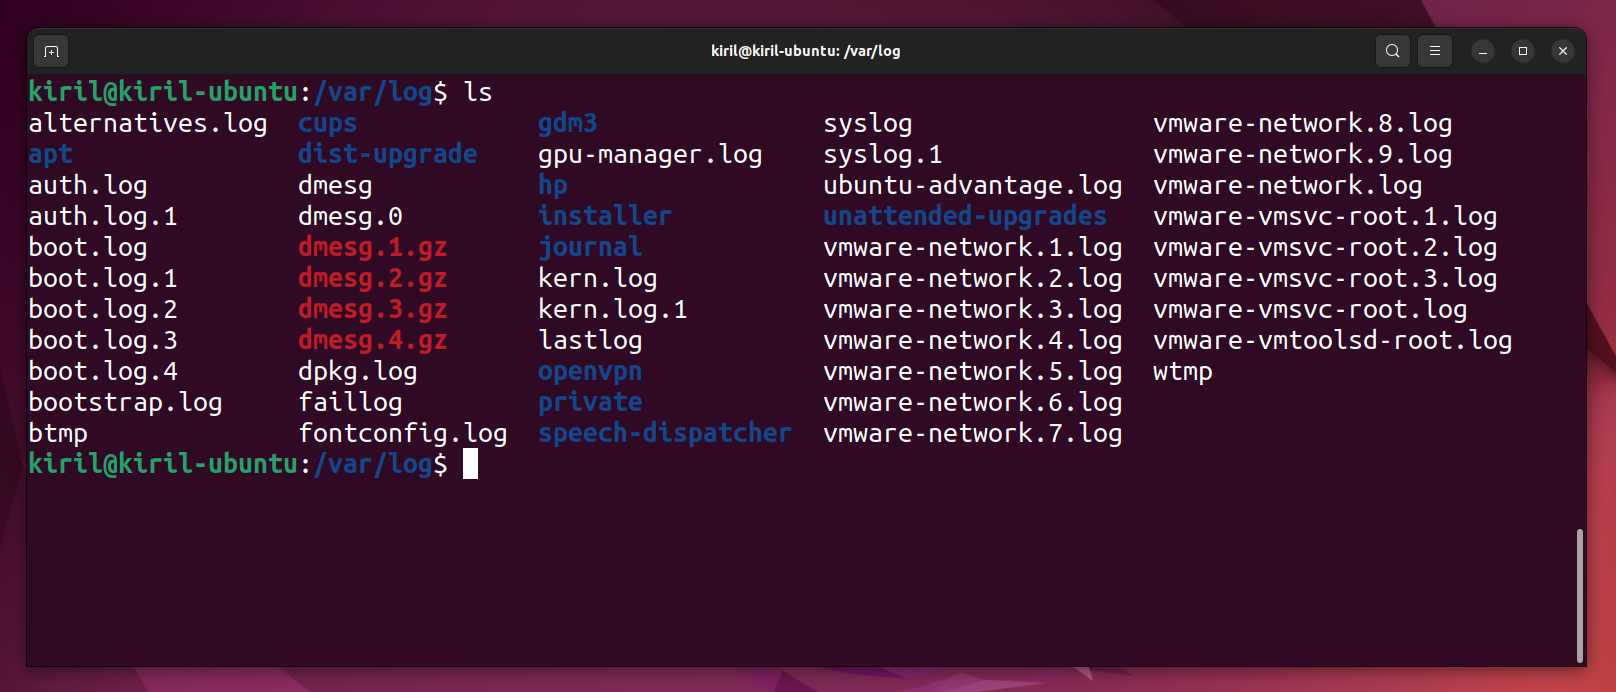 kiril@kiril-ubuntu: /var/log
kiril@kiril-ubuntu:/var/log$ ls
alternatives.log cups gdm3 syslog vmware-network.8.log
apt dist-upgrade gpu-manager.log syslog.1 vmware-network.9.log
auth.log dmesg hp ubuntu-advantage.log vmware-network.log
auth.log.1 dmesg.0 installer unattended-upgrades vmware-vmsvc-root.1.log
boot.log dmesg.1.gz journal vmware-network.1.log vmware-vmsvc-root.2.log
boot.log.1 dmesg.2.gz kern.log vmware-network.2.log vmware-vmsvc-root.3.log
boot.log.2 dmesg.3.gz kern.log.1 vmware-network.3.log vmware-vmsvc-root.log
boot.log.3 dmesg.4.gz lastlog vmware-network.4.log vmware-vmtoolsd-root.log
boot.log.4 dpkg.log openvpn vmware-network.5.log wtmp
bootstrap.log faillog private vmware-network.6.log
btmp fontconfig.log speech-dispatcher vmware-network.7.log
kiril@kiril-ubuntu:/var/log$